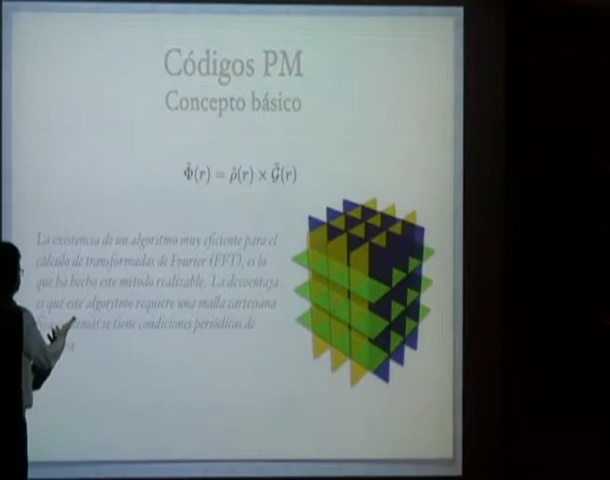 Códigos PM
Concepto básico
Φ̂(r) = ρ̂(r) × Ĝ(r)
La existencia de un algoritmo muy eficiente para el
cálculo de transformadas de Fourier (FFT), es lo
que ha hecho este metodo realizable. La desventaja
es que este algoritmo requiere una malla cartesiana
se tiene condiciones periódicas de